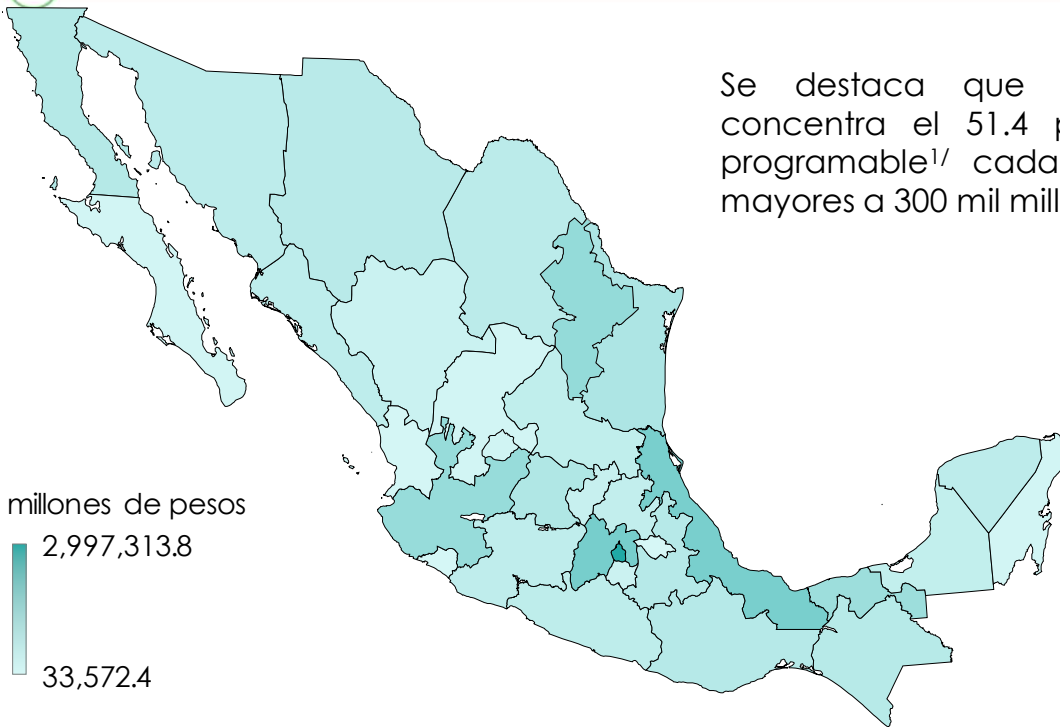 Se destaca que
concentra el 51.4
programable1/ cada
mayores a 300 mil
millones de pesos
2,997,313.8
33,572.4